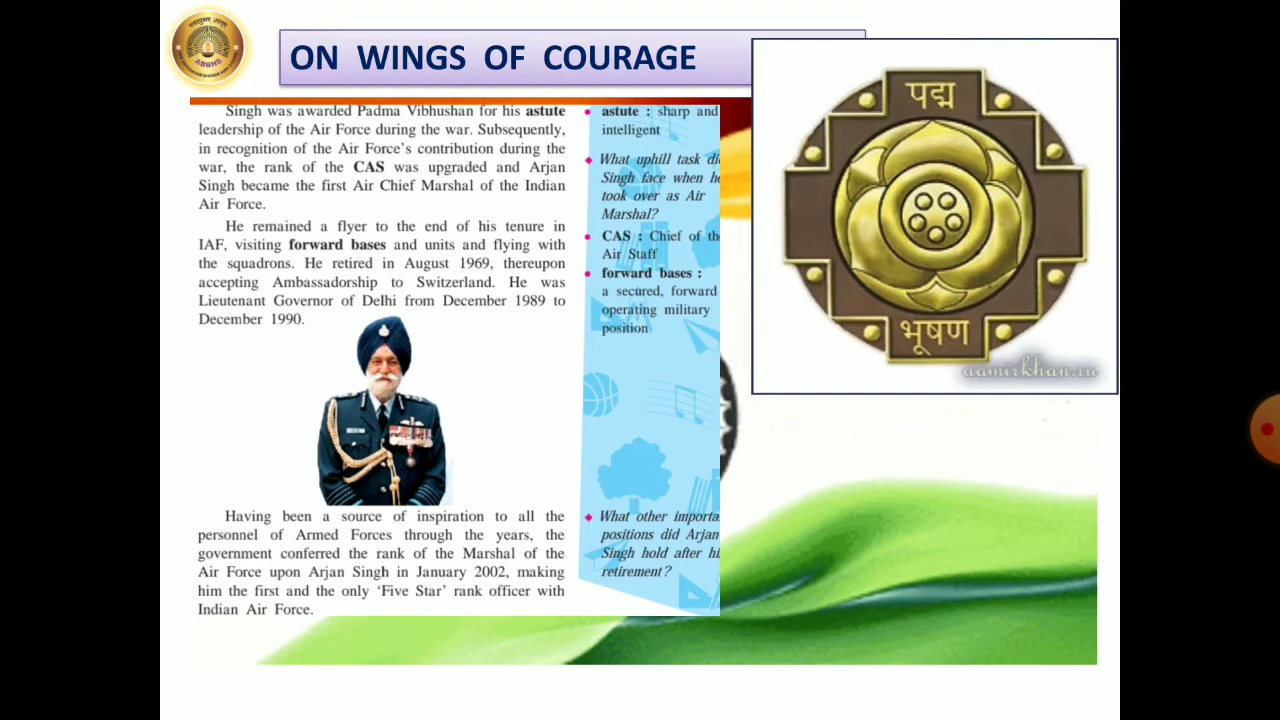 ON WINGS OF COURAGE
Singh was awarded Padma Vibhushan for his astute
leadership of the Air Force during the war. Subsequently,
in recognition of the Air Force's contribution during the
war, the rank of the CAS was upgraded and Arjan
Singh became the first Air Chief Marshal of the Indian
Air Force.
He remained a flyer to the end of his tenure in
IAF, visiting forward bases and units and flying with
the squadrons. He retired in August 1969, thereupon
accepting Ambassadorship to Switzerland. He was
Lieutenant Governor of Delhi from December 1989 to
December 1990.
Having been a source of inspiration to all the
personnel of Armed Forces through the years, the
government conferred the rank of the Marshal of the
Air Force upon Arjan Singh in January 2002, making
him the first and the only 'Five Star' rank officer with
Indian Air Force.
astute : sharp and
intelligent
What uphill task di
Singh face when he
took over as Air
Marshal?
CAS : Chief of the
Air Staff
forward bases :
a secured, forward
operating military
position
What other importa
positions did Arjan
Singh hold after hi
retirement?
पद्म
भूषण
aamirkhan.ru
ABBHS